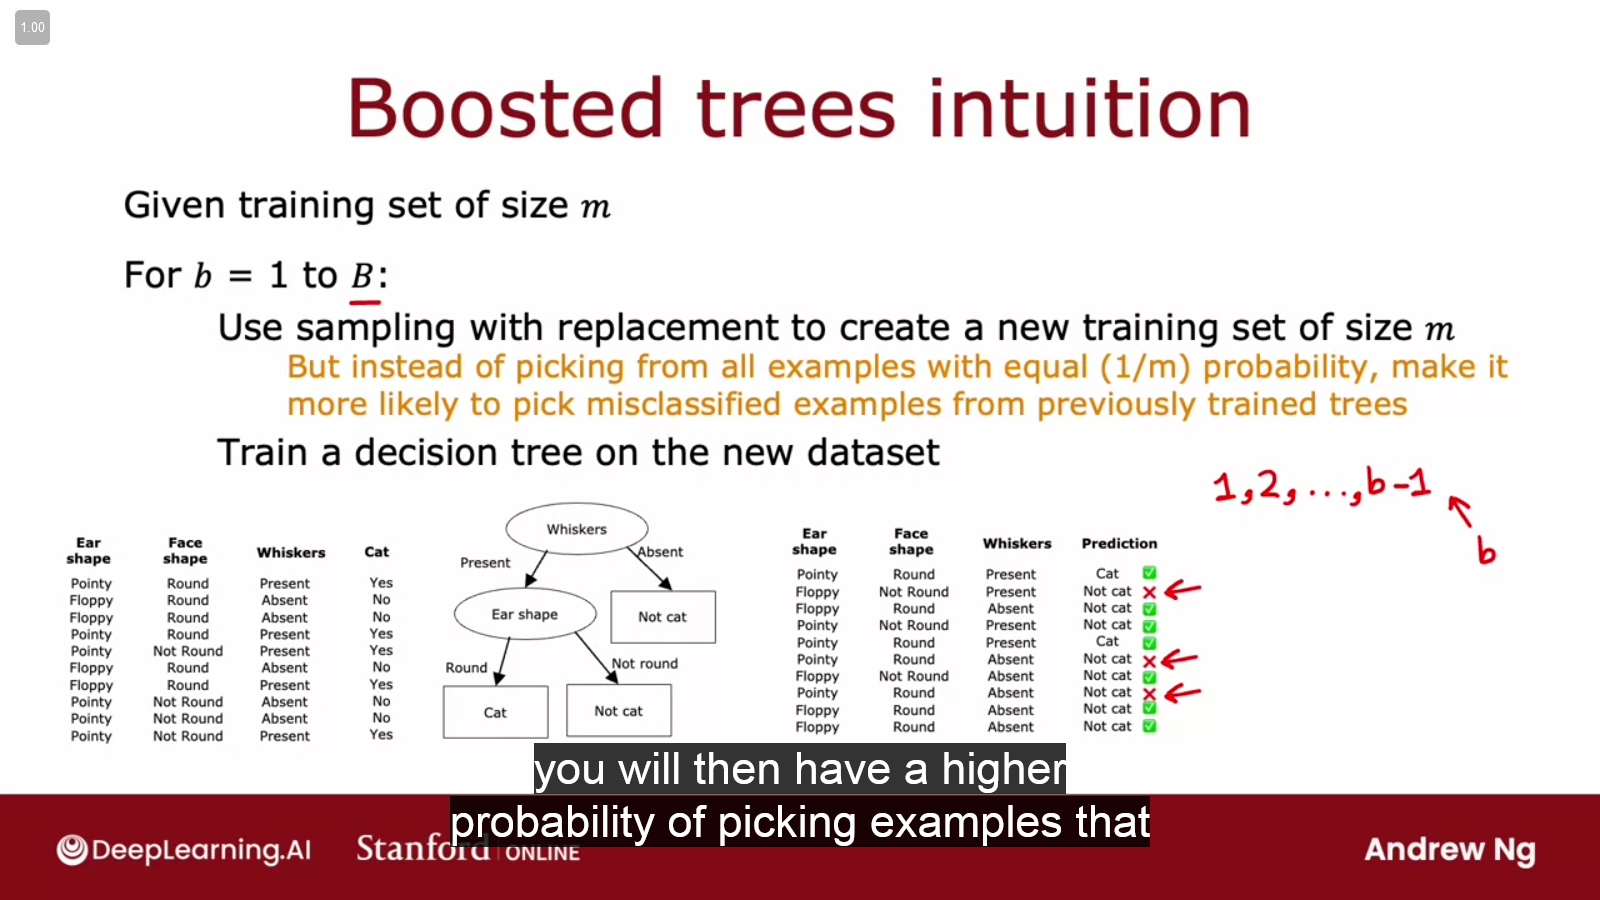 1.00
Boosted trees intuition
Given training set of size m
For b = 1 to B:
Use sampling with replacement to create a new training set of size m
But instead of picking from all examples with equal (1/m) probability, make it
more likely to pick misclassified examples from previously trained trees
Train a decision tree on the new dataset
1,2, ..., b-1
b
Ear shape Face shape Whiskers Cat
Pointy Round Present Yes
Floppy Round Absent No
Floppy Round Absent No
Pointy Round Present Yes
Pointy Not Round Present Yes
Floppy Round Absent No
Floppy Round Present Yes
Pointy Not Round Absent No
Pointy Not Round Absent No
Pointy Not Round Present Yes
Whiskers
Present Absent
Ear shape Not cat
Round Not round
Cat Not cat
Ear shape Face shape Whiskers Prediction
Pointy Round Present Cat ✅
Floppy Not Round Present Not cat ✗
Floppy Round Absent Not cat ✅
Pointy Not Round Present Not cat ✅
Pointy Round Present Cat ✅
Pointy Round Absent Not cat ✗
Floppy Not Round Absent Not cat ✅
Pointy Round Absent Not cat ✗
Floppy Round Absent Not cat ✅
Floppy Round Absent Not cat ✅
you will then have a higher
probability of picking examples that
DeepLearning.AI Stanford ONLINE Andrew Ng